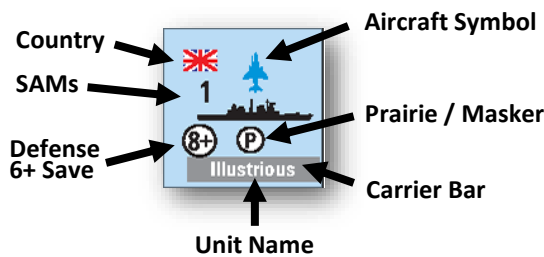 Country
Aircraft Symbol
SAMs
1
Prairie / Masker
Defense
6+ Save
8+
P
Illustrious
Carrier Bar
Unit Name